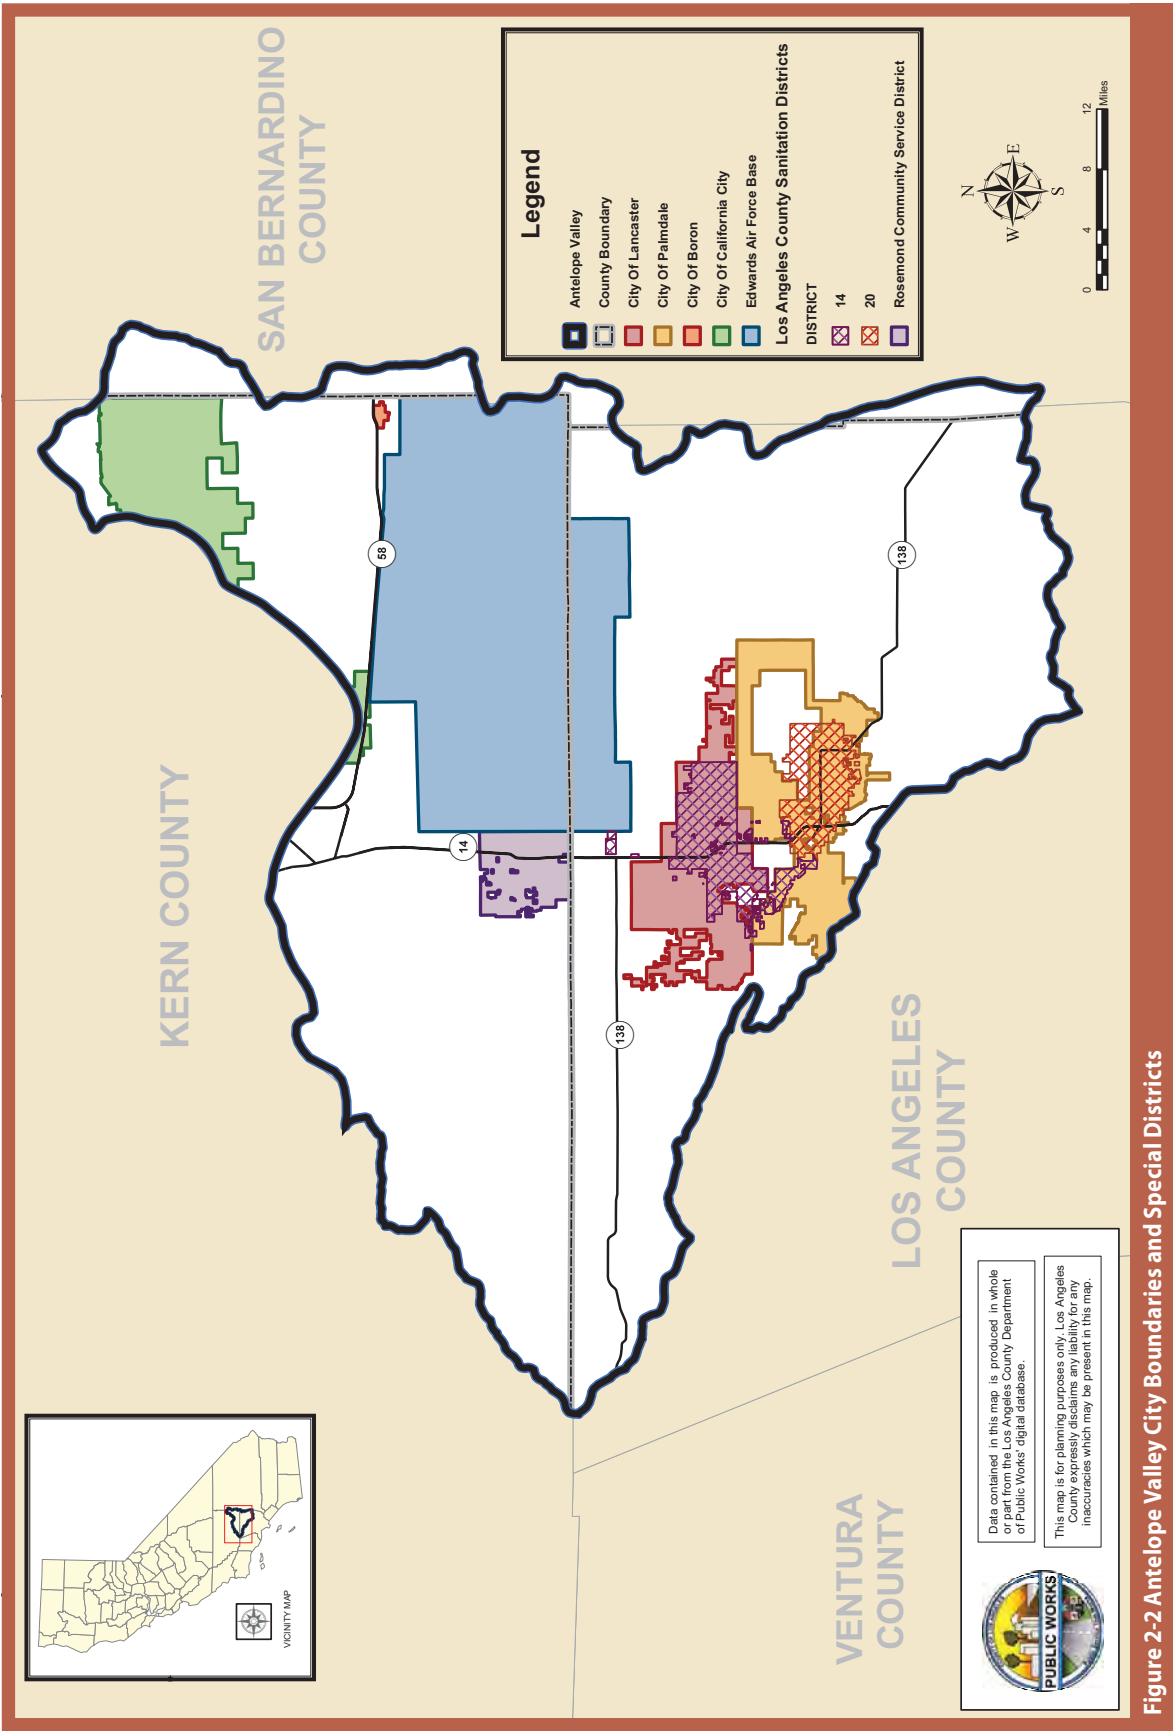 VICINITY MAP
KERN COUNTY
SAN BERNARDINO
COUNTY
LOS ANGELES
COUNTY
VENTURA
COUNTY
58
14
138
138
Legend
Antelope Valley
County Boundary
City Of Lancaster
City Of Palmdale
City Of Boron
City Of California City
Edwards Air Force Base
Los Angeles County Sanitation Districts
DISTRICT
14
20
Rosemond Community Service District
N
W
E
S
0
4
8
12
Miles
Data contained in this map is produced in whole
or part from the Los Angeles County Department
of Public Works' digital database.
This map is for planning purposes only. Los Angeles
County expressly disclaims any liability for any
inaccuracies which may be present in this map.
PUBLIC WORKS
Figure 2-2 Antelope Valley City Boundaries and Special Districts